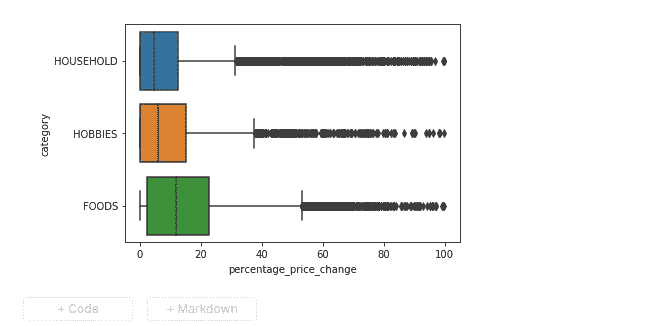 HOUSEHOLD
HOBBIES
FOODS
category
0 20 40 60 80 100
percentage_price_change
+ Code + Markdown